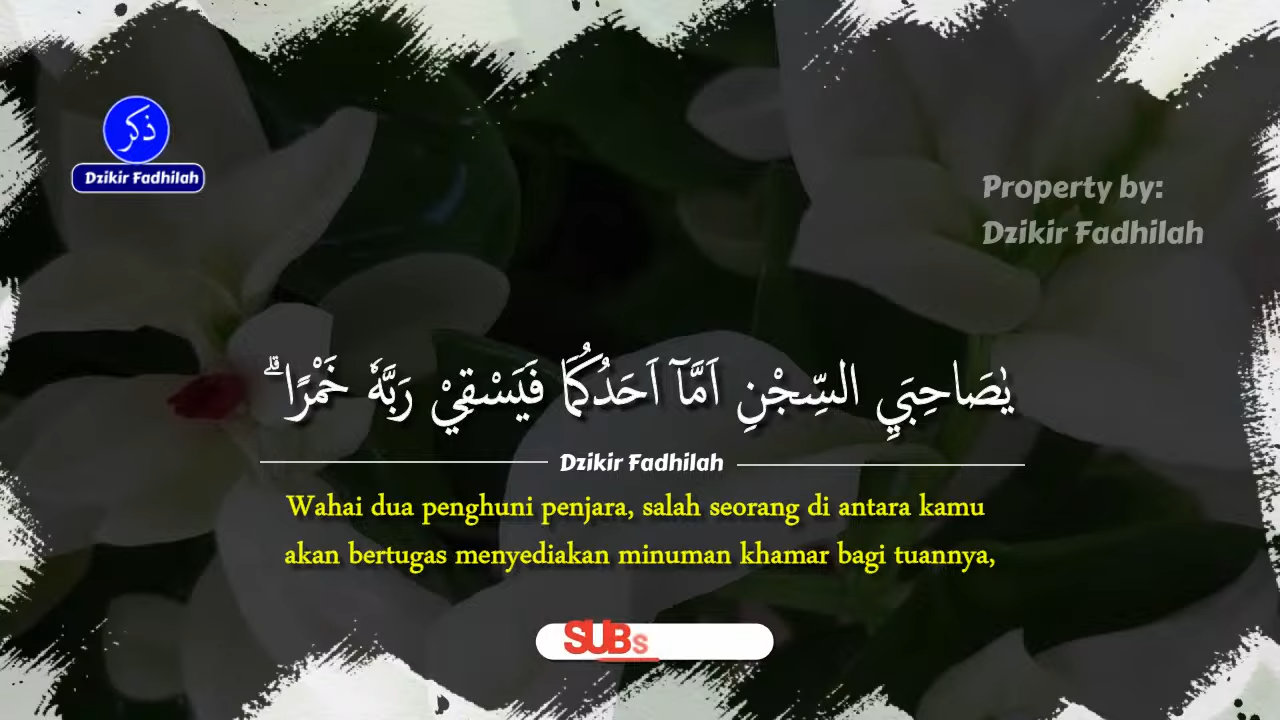 ذكر
Dzikir Fadhilah
Property by:
Dzikir Fadhilah
يٰصَاحِبَيِ السِّجْنِ اَمَّآ اَحَدُكُمَا فَيَسْقِيْ رَبَّهٗ خَمْرًا ۗ
Dzikir Fadhilah
Wahai dua penghuni penjara, salah seorang di antara kamu
akan bertugas menyediakan minuman khamar bagi tuannya,
SUBs